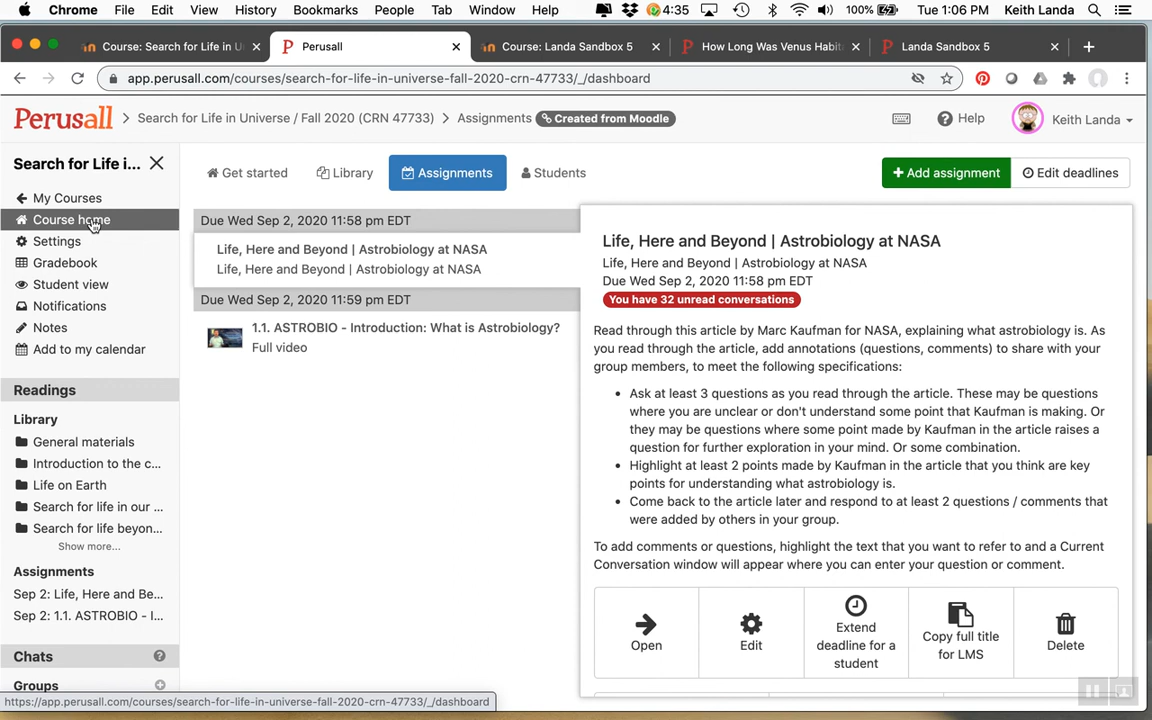 Chrome File Edit View History Bookmarks People Tab Window Help 4:35 100% Tue 1:06 PM Keith Landa
Course: Search for Life in U
Perusall
Course: Landa Sandbox 5
How Long Was Venus Habit
Landa Sandbox 5
app.perusall.com/courses/search-for-life-in-universe-fall-2020-crn-47733/_/dashboard
Perusall Search for Life in Universe / Fall 2020 (CRN 47733) Assignments Created from Moodle Help Keith Landa
Search for Life i...
My Courses
Course home
Settings
Gradebook
Student view
Notifications
Notes
Add to my calendar
Readings
Library
General materials
Introduction to the c...
Life on Earth
Search for life in our ...
Search for life beyon...
Show more...
Assignments
Sep 2: Life, Here and Be...
Sep 2: 1.1. ASTROBIO - I...
Chats
Groups
Get started Library Assignments Students
Add assignment Edit deadlines
Due Wed Sep 2, 2020 11:58 pm EDT
Life, Here and Beyond | Astrobiology at NASA
Life, Here and Beyond | Astrobiology at NASA
Due Wed Sep 2, 2020 11:59 pm EDT
1.1. ASTROBIO - Introduction: What is Astrobiology?
Full video
Life, Here and Beyond | Astrobiology at NASA
Life, Here and Beyond | Astrobiology at NASA
Due Wed Sep 2, 2020 11:58 pm EDT
You have 32 unread conversations
Read through this article by Marc Kaufman for NASA, explaining what astrobiology is. As
you read through the article, add annotations (questions, comments) to share with your
group members, to meet the following specifications:
• Ask at least 3 questions as you read through the article. These may be questions
where you are unclear or don't understand some point that Kaufman is making. Or
they may be questions where some point made by Kaufman in the article raises a
question for further exploration in your mind. Or some combination.
• Highlight at least 2 points made by Kaufman in the article that you think are key
points for understanding what astrobiology is.
• Come back to the article later and respond to at least 2 questions / comments that
were added by others in your group.
To add comments or questions, highlight the text that you want to refer to and a Current
Conversation window will appear where you can enter your question or comment.
Open
Edit
Extend
deadline for a
student
Copy full title
for LMS
Delete
https://app.perusall.com/courses/search-for-life-in-universe-fall-2020-crn-47733/_/dashboard